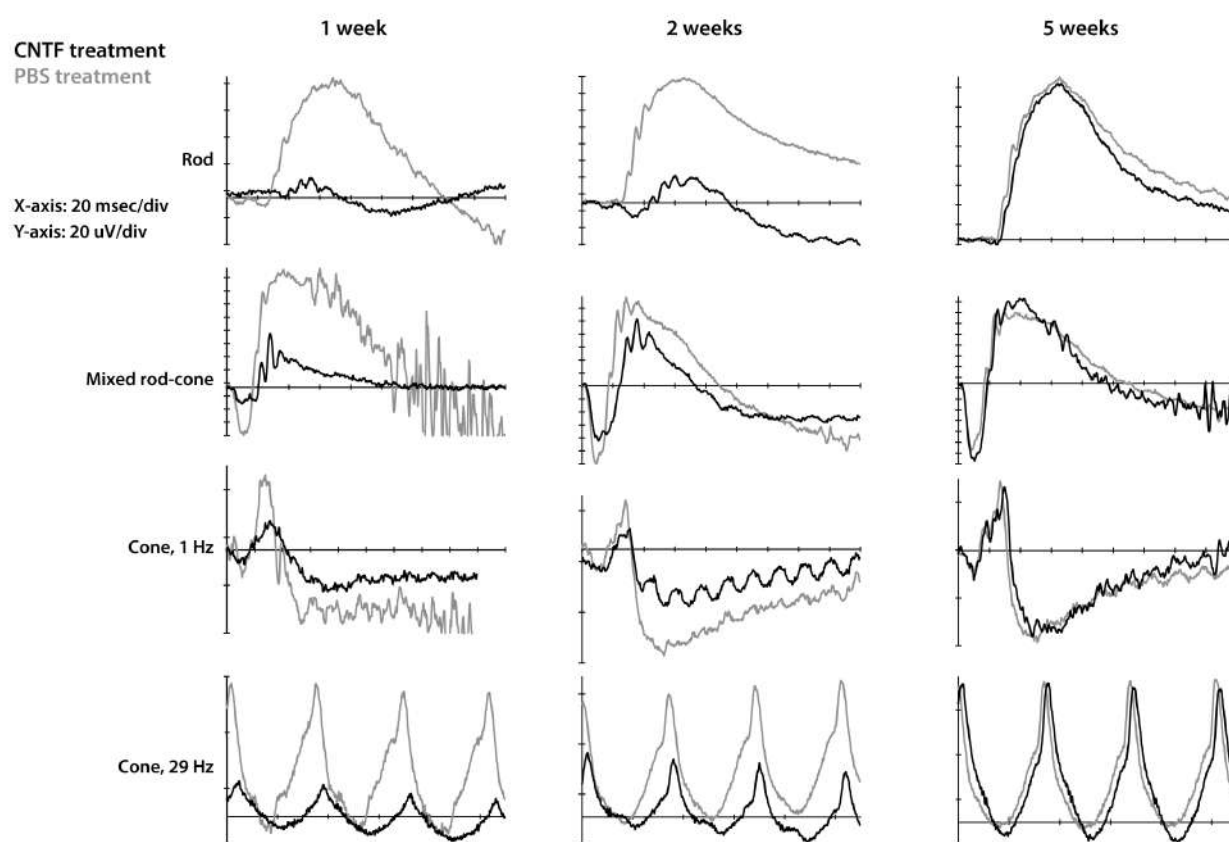 1 week
2 weeks
5 weeks
CNTF treatment
PBS treatment
Rod
X-axis: 20 msec/div
Y-axis: 20 uV/div
Mixed rod-cone
Cone, 1 Hz
Cone, 29 Hz